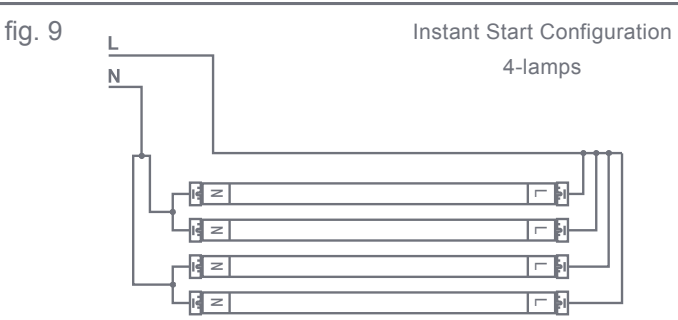 fig. 9
Instant Start Configuration
4-lamps
L
N
N L
N L
N L
N L